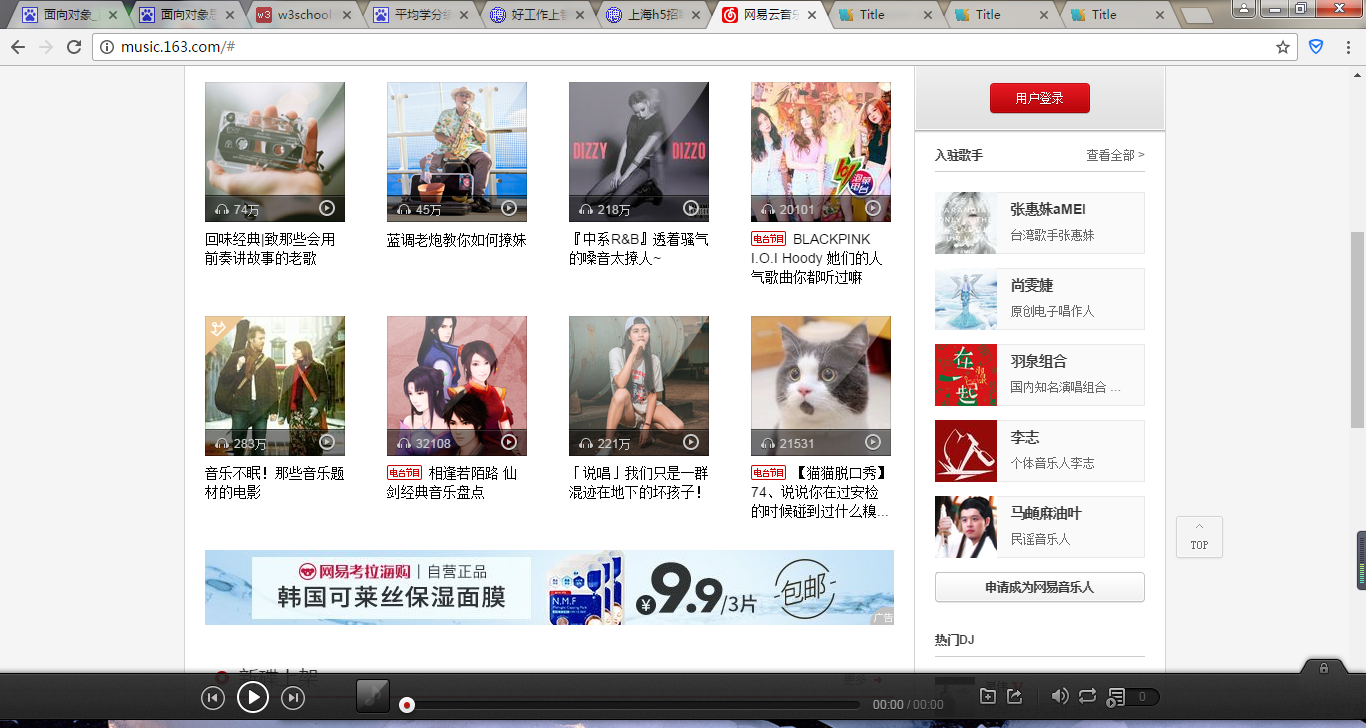 面向对象_
面向对象思
w3school
平均学分绩
好工作上智
上海h5招聘
网易云音乐
Title
Title
Title
music.163.com/#
74万
45万
DIZZY DIZZO
218万
20101
回味经典|致那些会用
前奏讲故事的老歌
蓝调老炮教你如何撩妹
『中系R&B』透着骚气
的嗓音太撩人~
电台节目 BLACKPINK
I.O.I Hoody 她们的人
气歌曲你都听过嘛
283万
32108
221万
21531
音乐不眠！那些音乐题
材的电影
电台节目 相逢若陌路 仙
剑经典音乐盘点
「说唱」我们只是一群
混迹在地下的坏孩子！
电台节目 【猫猫脱口秀】
74、说说你在过安检
的时候碰到过什么糗...
网易考拉海购 | 自营正品
韩国可莱丝保湿面膜
N.M.F
¥9.9/3片
包邮
广告
新碟上架
更多
用户登录
入驻歌手 查看全部 >
张惠妹aMEI
台湾歌手张惠妹
尚雯婕
原创电子唱作人
在一起
羽泉组合
国内知名演唱组合 ...
李志
个体音乐人李志
马頔麻油叶
民谣音乐人
申请成为网易音乐人
热门DJ
TOP
00:00 / 00:00
0